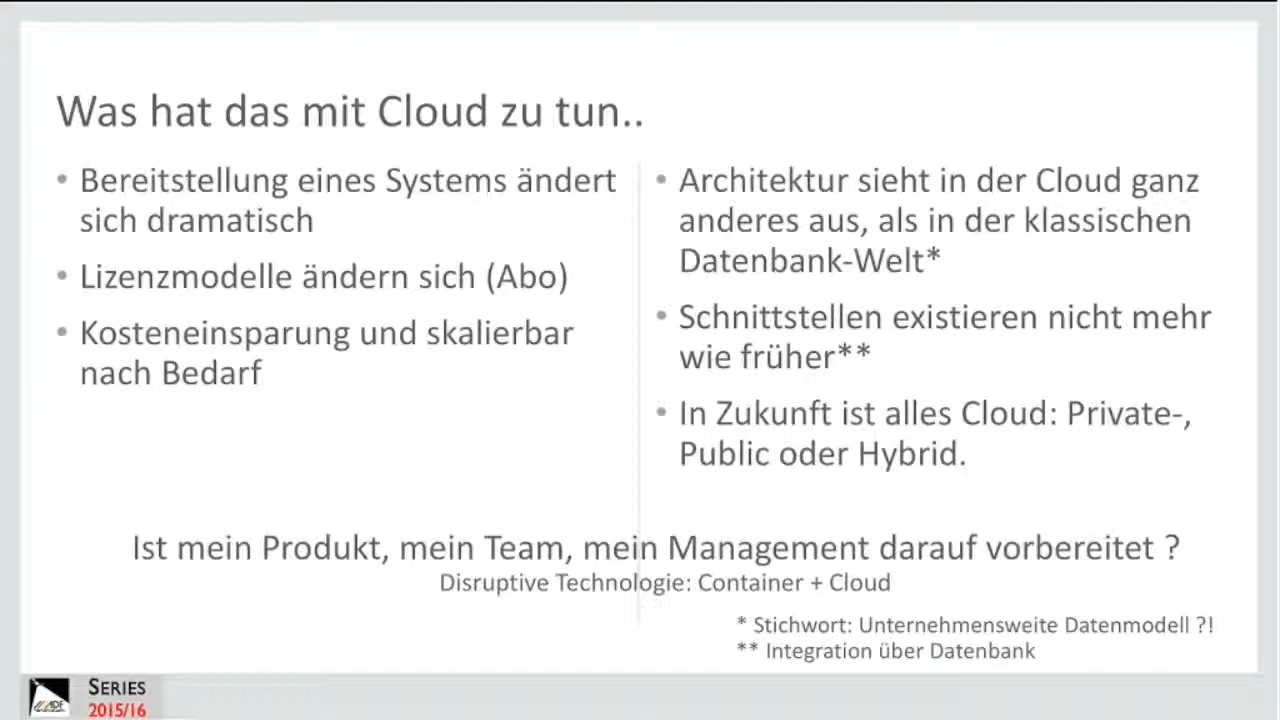 Was hat das mit Cloud zu tun..
• Bereitstellung eines Systems ändert
sich dramatisch
• Lizenzmodelle ändern sich (Abo)
• Kosteneinsparung und skalierbar
nach Bedarf
• Architektur sieht in der Cloud ganz
anderes aus, als in der klassischen
Datenbank-Welt*
• Schnittstellen existieren nicht mehr
wie früher**
• In Zukunft ist alles Cloud: Private-,
Public oder Hybrid.
Ist mein Produkt, mein Team, mein Management darauf vorbereitet ?
Disruptive Technologie: Container + Cloud
* Stichwort: Unternehmensweite Datenmodell ?!
** Integration über Datenbank
SERIES
2015/16